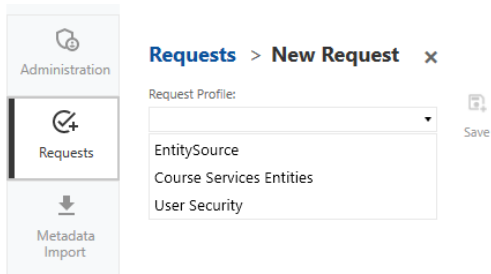 Administration
Requests
Metadata
Import
Requests > New Request ×
Request Profile:
EntitySource
Course Services Entities
User Security
Save